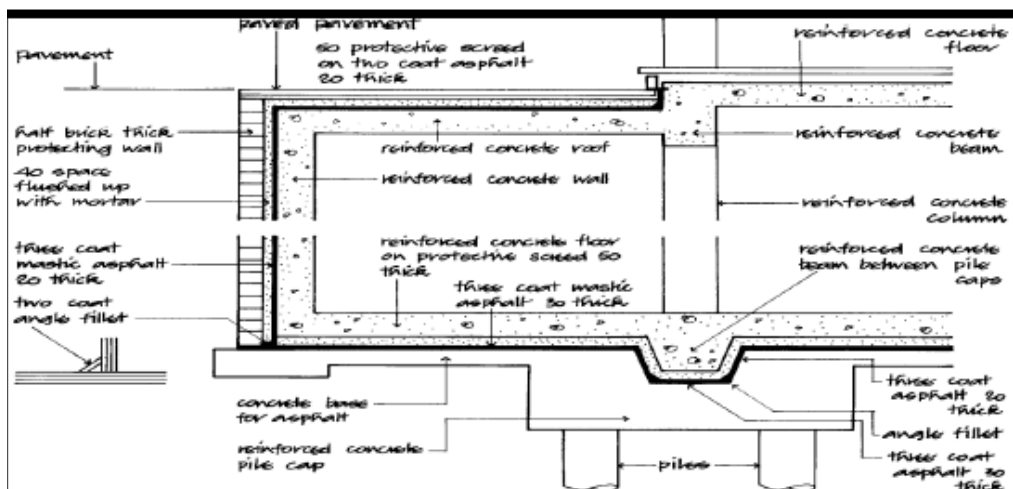 paved pavement
50 protective screed
on two coat asphalt
20 thick
pavement
half brick thick
protecting wall
40 space
flushed up
with mortar
three coat
mastic asphalt
20 thick
two coat
angle fillet
reinforced concrete roof
reinforced concrete wall
reinforced concrete floor
on protective screed 50
thick
three coat mastic
asphalt 30 thick
reinforced concrete
floor
reinforced concrete
beam
reinforced concrete
column
reinforced concrete
beam between pile
caps
concrete base
for asphalt
reinforced concrete
pile cap
piles
three coat
asphalt 20
thick
angle fillet
three coat
asphalt 30
thick